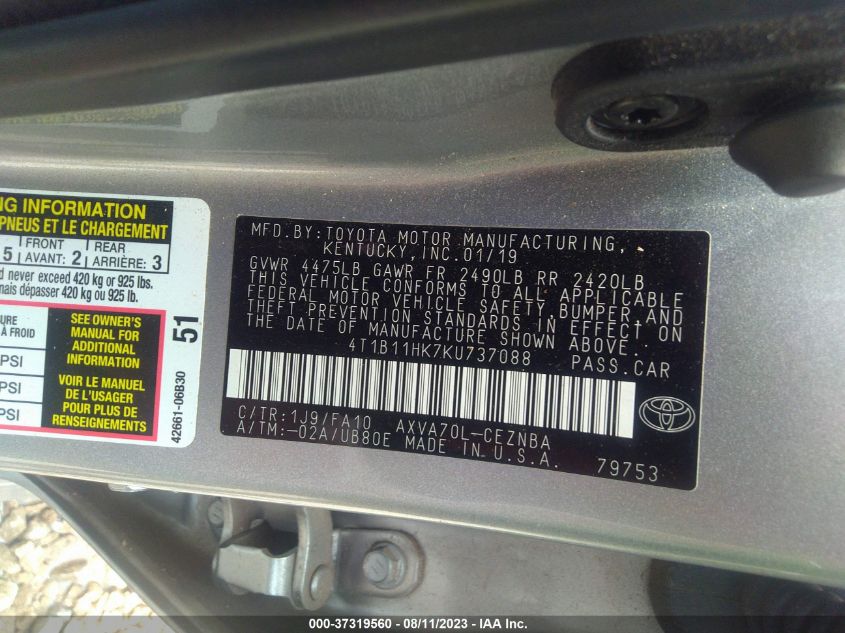 NG INFORMATION
PNEUS ET LE CHARGEMENT
5 FRONT AVANT: 2 REAR ARRIÈRE: 3
d never exceed 420 kg or 925 lbs.
mais dépasser 420 kg ou 925 lb.
URE
À FROID
PSI
PSI
PSI
SEE OWNER'S
MANUAL FOR
ADDITIONAL
INFORMATION
VOIR LE MANUEL
DE L'USAGER
POUR PLUS DE
RENSEIGNEMENTS
51
42661-06B30
MFD.BY:TOYOTA MOTOR MANUFACTURING,
KENTUCKY, INC.01/19
GVWR 4475LB GAWR FR 2490LB RR 2420LB
THIS VEHICLE CONFORMS TO ALL APPLICABLE
FEDERAL MOTOR VEHICLE SAFETY,BUMPER,AND
THEFT PREVENTION STANDARDS IN EFFECT ON
THE DATE OF MANUFACTURE SHOWN ABOVE.
4T1B11HK7KU737088 PASS.CAR
C/TR:1J9/FA10 AXVA70L-CEZNBA
A/TM:-02A/UB80E MADE IN U.S.A.
79753
000-37319560 - 08/11/2023 - IAA Inc.